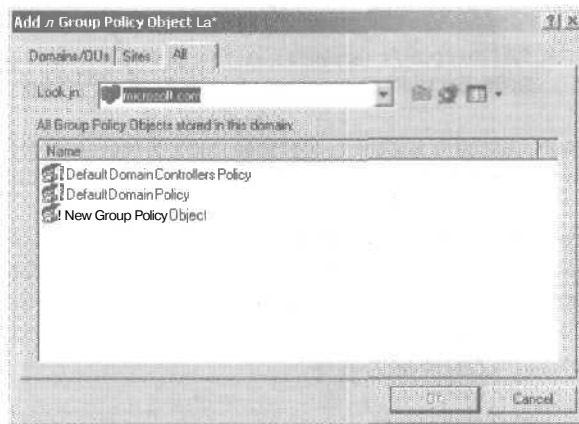 Add л Group Policy Object La*
Domains/OUs Sites All
Look in: microsoft.com
All Group Policy Objects stored in this domain:
Name
Default Domain Controllers Policy
Default Domain Policy
! New Group Policy Object
Cancel